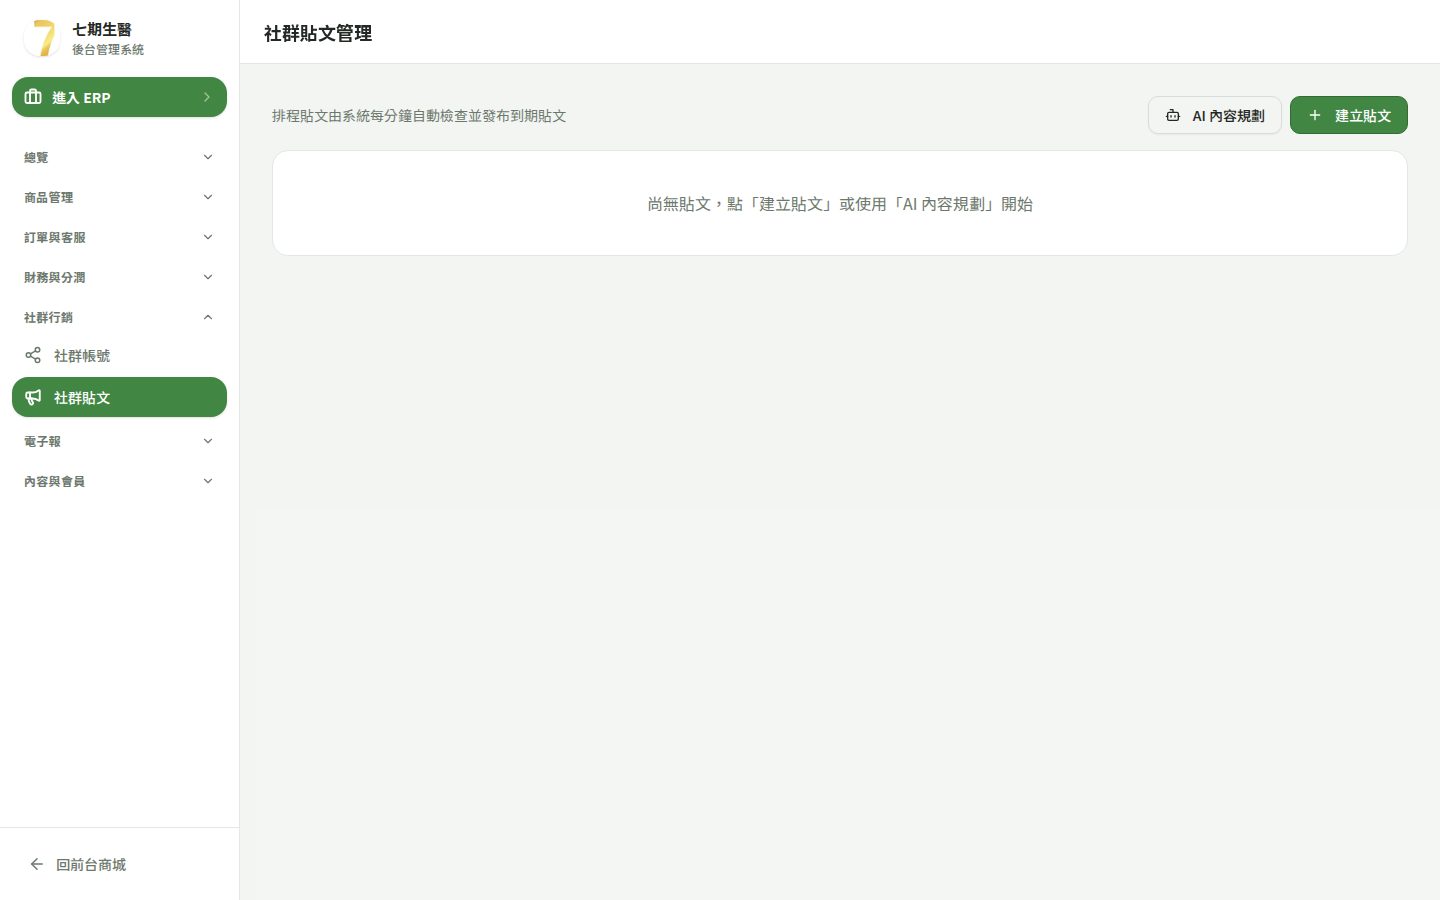 7
七期生醫
後台管理系統
進入 ERP
總覽
商品管理
訂單與客服
財務與分潤
社群行銷
社群帳號
社群貼文
電子報
內容與會員
回前台商城
社群貼文管理
排程貼文由系統每分鐘自動檢查並發布到期貼文
AI 內容規劃
建立貼文
尚無貼文，點「建立貼文」或使用「AI 內容規劃」開始